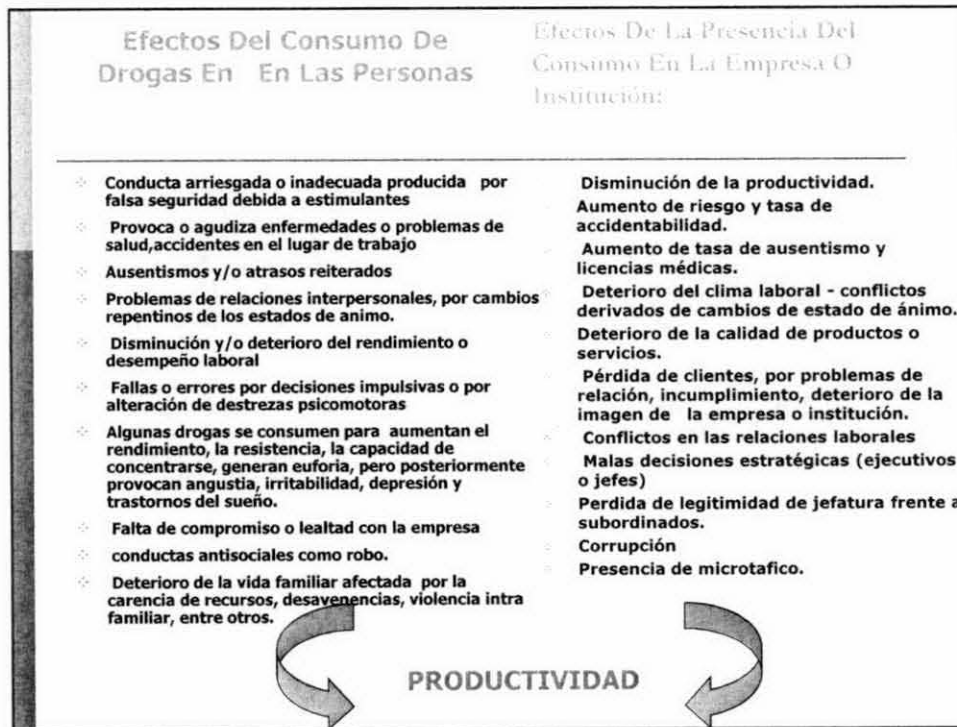 Efectos Del Consumo De
Drogas En En Las Personas
Efectos De La Presencia Del
Consumo En La Empresa O
Institución:
Conducta arriesgada o inadecuada producida por
falsa seguridad debida a estimulantes
Provoca o agudiza enfermedades o problemas de
salud,accidentes en el lugar de trabajo
Ausentismos y/o atrasos reiterados
Problemas de relaciones interpersonales, por cambios
repentinos de los estados de animo.
Disminución y/o deterioro del rendimiento o
desempeño laboral
Fallas o errores por decisiones impulsivas o por
alteración de destrezas psicomotoras
Algunas drogas se consumen para aumentan el
rendimiento, la resistencia, la capacidad de
concentrarse, generan euforia, pero posteriormente
provocan angustia, irritabilidad, depresión y
trastornos del sueño.
Falta de compromiso o lealtad con la empresa
conductas antisociales como robo.
Deterioro de la vida familiar afectada por la
carencia de recursos, desavenencias, violencia intra
familiar, entre otros.
Disminución de la productividad.
Aumento de riesgo y tasa de
accidentabilidad.
Aumento de tasa de ausentismo y
licencias médicas.
Deterioro del clima laboral - conflictos
derivados de cambios de estado de ánimo.
Deterioro de la calidad de productos o
servicios.
Pérdida de clientes, por problemas de
relación, incumplimiento, deterioro de la
imagen de la empresa o institución.
Conflictos en las relaciones laborales
Malas decisiones estratégicas (ejecutivos
o jefes)
Perdida de legitimidad de jefatura frente a
subordinados.
Corrupción
Presencia de microtafico.
PRODUCTIVIDAD